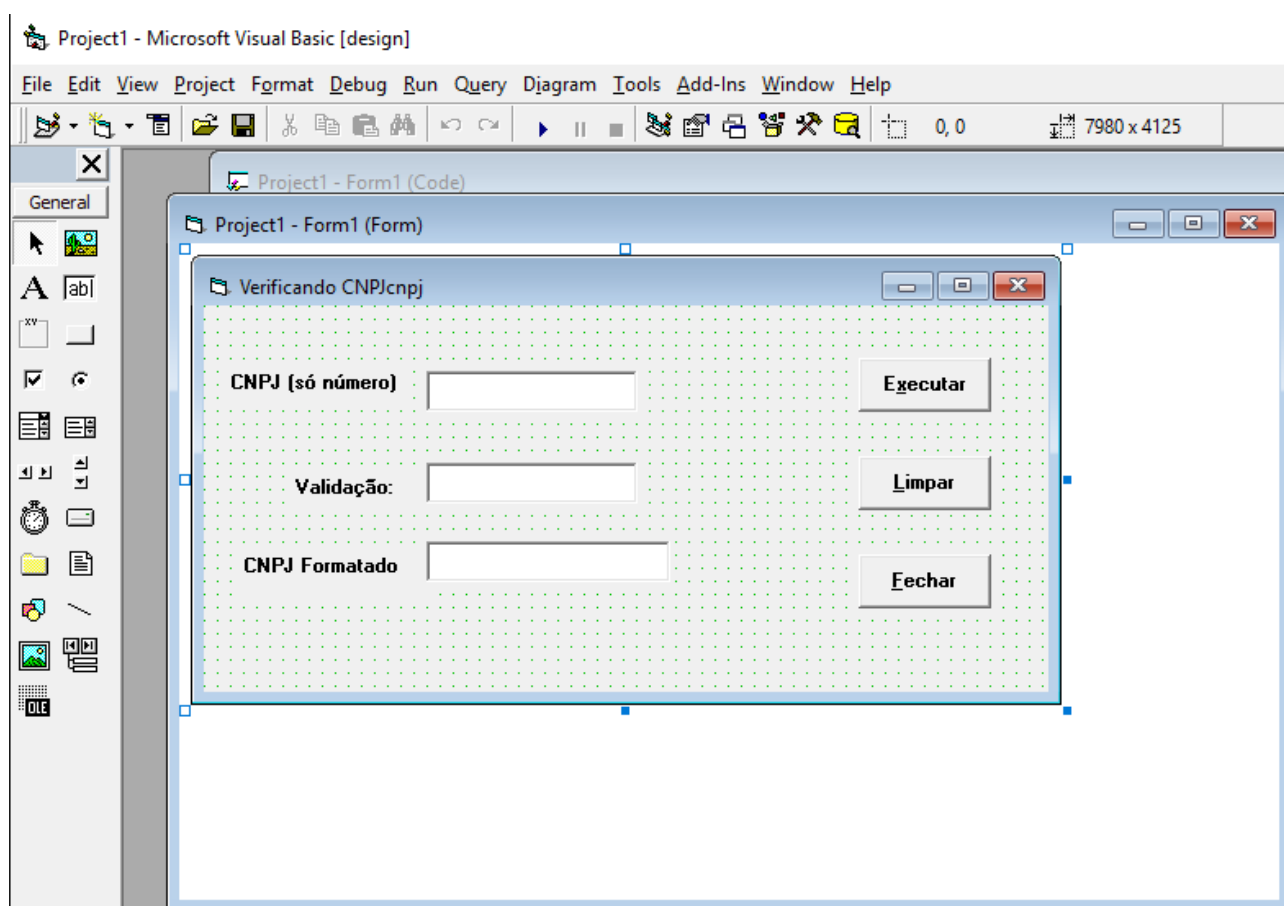 Project1 - Microsoft Visual Basic [design]
File Edit View Project Format Debug Run Query Diagram Tools Add-Ins Window Help
0, 0 7980 x 4125
General
Project1 - Form1 (Code)
Project1 - Form1 (Form)
Verificando CNPJcnpj
CNPJ (só número) Executar
Validação: Limpar
CNPJ Formatado Fechar
A ab
XY
OLE